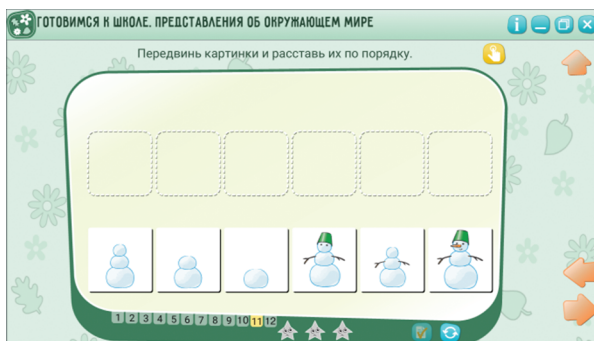 ГОТОВИМСЯ К ШКОЛЕ. ПРЕДСТАВЛЕНИЯ ОБ ОКРУЖАЮЩЕМ МИРЕ
i
Передвинь картинки и расставь их по порядку.
1 2 3 4 5 6 7 8 9 10 11 12